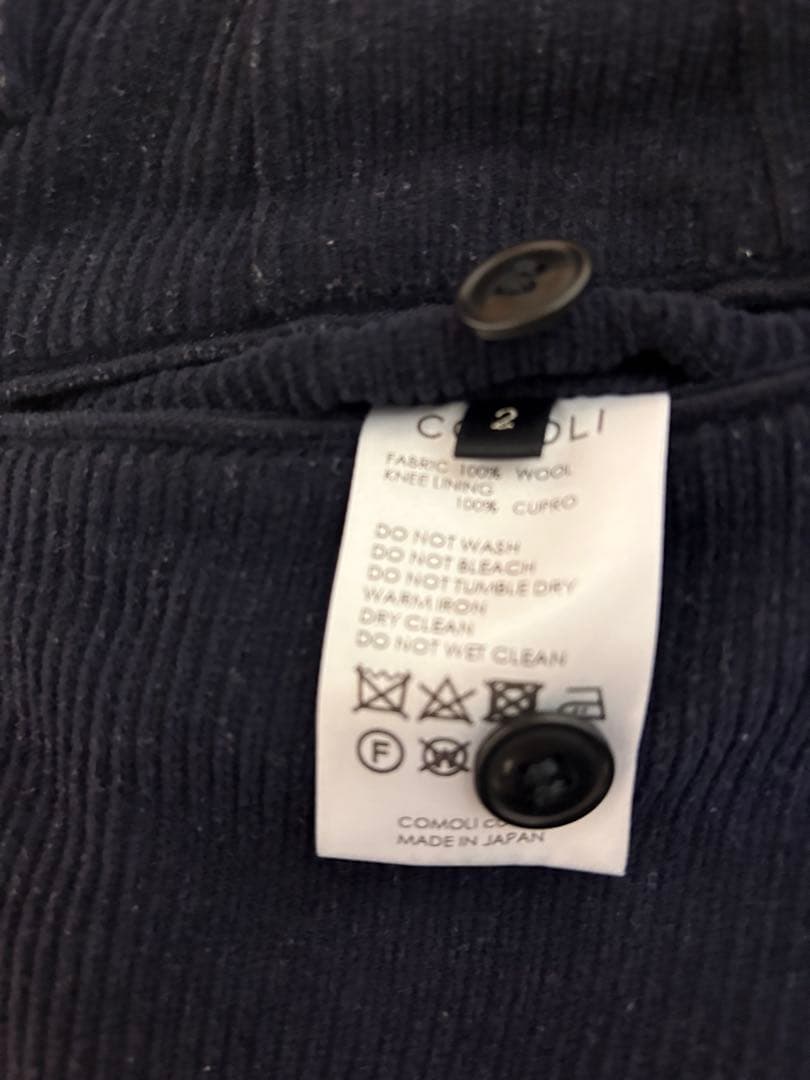 2
COMOLI
FABRIC 100% WOOL
KNEE LINING
100% CUPRO
DO NOT WASH
DO NOT BLEACH
DO NOT TUMBLE DRY
WARM IRON
DRY CLEAN
DO NOT WET CLEAN
F W
COMOLI
MADE IN JAPAN